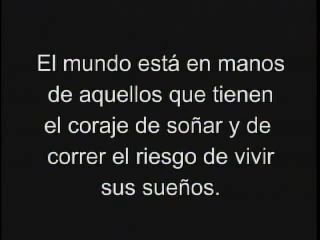 El mundo está en manos
de aquellos que tienen
el coraje de soñar y de
correr el riesgo de vivir
sus sueños.